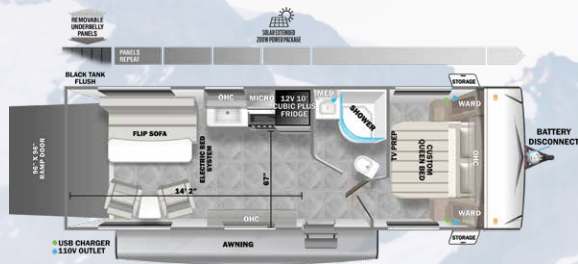 REMOVABLE
UNDERBELLY
PANELS
SOLAR EXTENDED
200W POWER PACKAGE
PANELS
REPEAT
BLACK TANK
FLUSH
STORAGE
OHC
MICRO
12V 10
CUBIC PLUS
FRIDGE
MED
SHOWER
WARD
FLIP SOFA
ELECTRIC BED
SYSTEM
TV PREP
CUSTOM
QUEEN BED
OHC
BATTERY
DISCONNECT
96" X 96"
RAMP DOOR
67"
14' 2"
OHC
WARD
STORAGE
AWNING
USB CHARGER
110V OUTLET